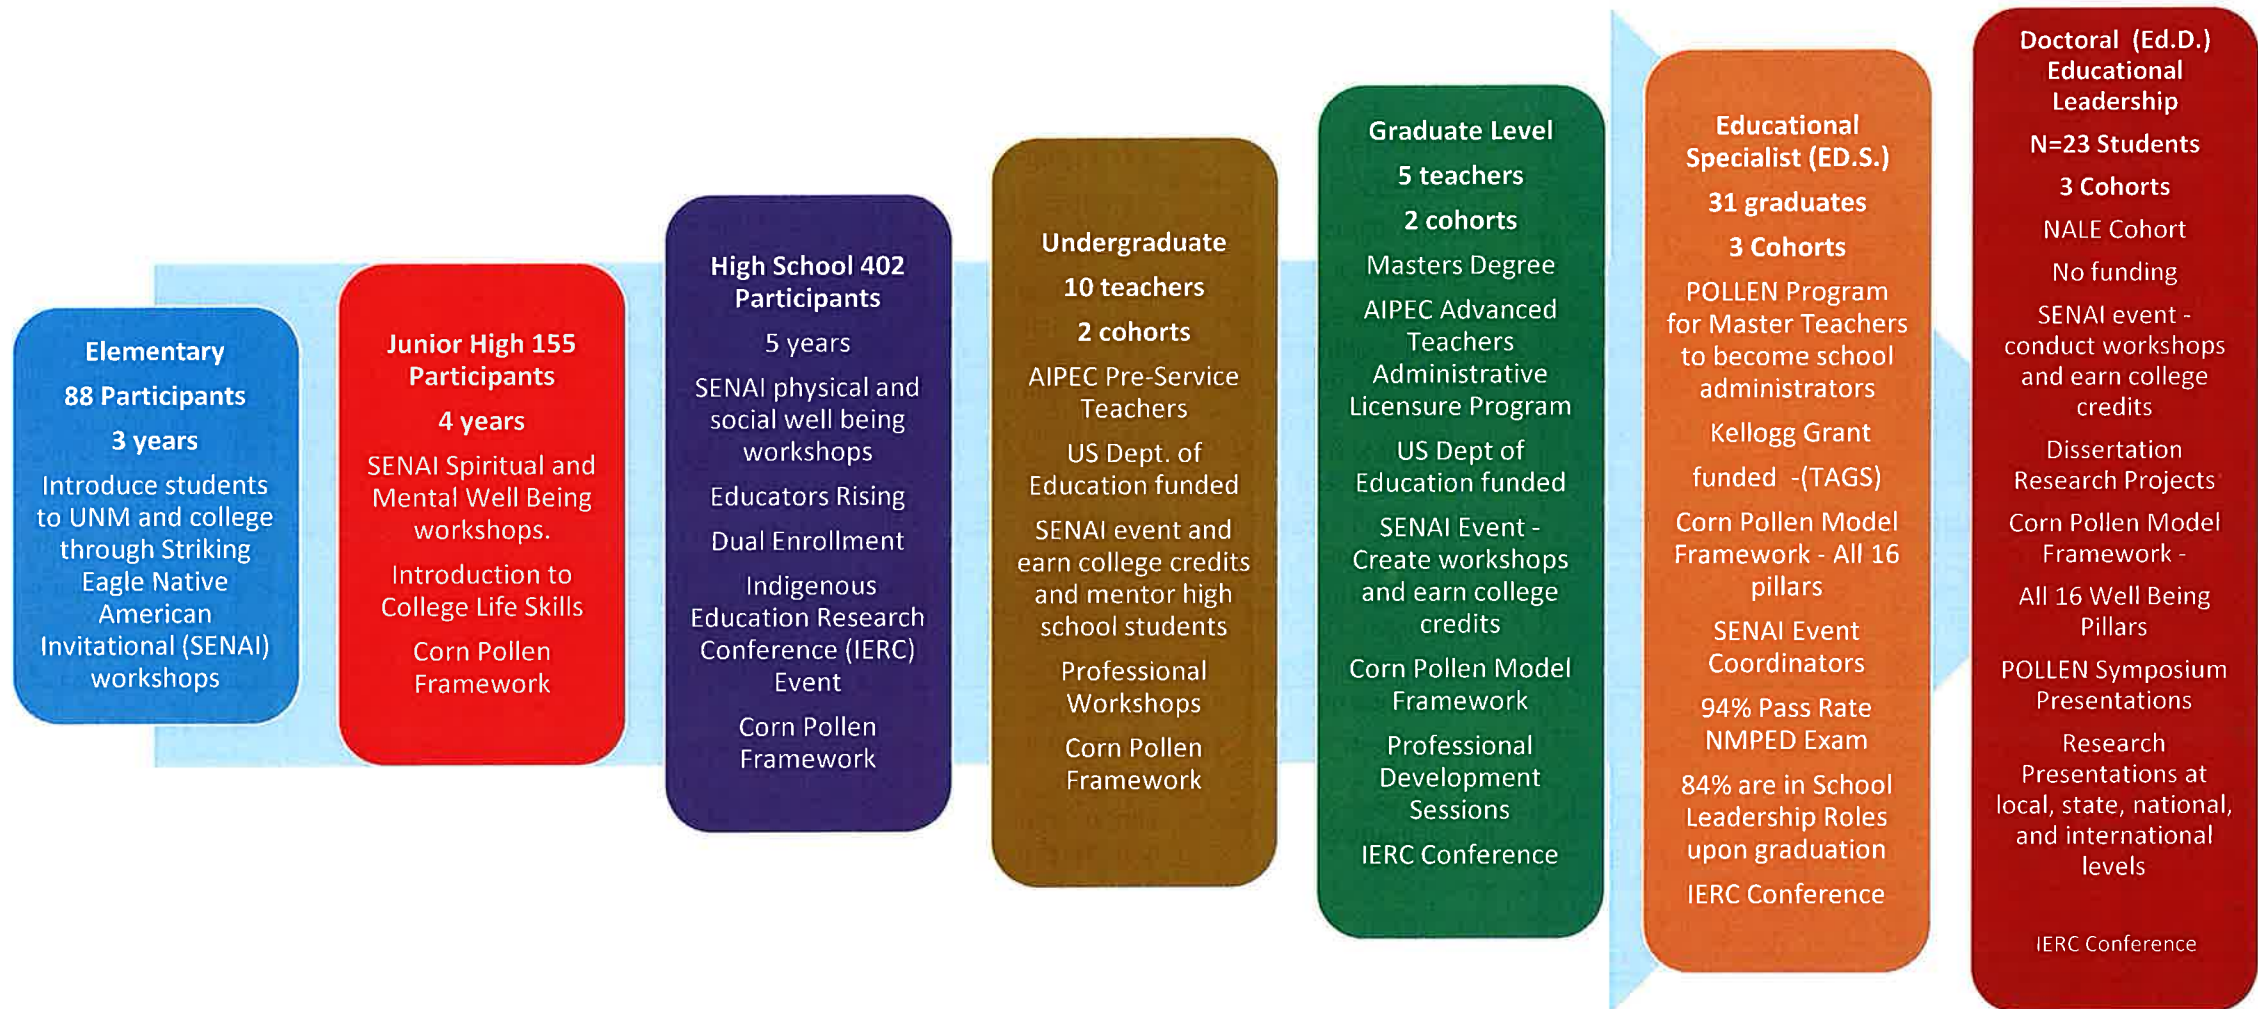 Elementary
88 Participants
3 years
Introduce students
to UNM and college
through Striking
Eagle Native
American
Invitational (SENAI)
workshops
Junior High 155
Participants
4 years
SENAI Spiritual and
Mental Well Being
workshops.
Introduction to
College Life Skills
Corn Pollen
Framework
High School 402
Participants
5 years
SENAI physical and
social well being
workshops
Educators Rising
Dual Enrollment
Indigenous
Education Research
Conference (IERC)
Event
Corn Pollen
Framework
Undergraduate
10 teachers
2 cohorts
AIPEC Pre-Service
Teachers
US Dept. of
Education funded
SENAI event and
earn college credits
and mentor high
school students
Professional
Workshops
Corn Pollen
Framework
Graduate Level
5 teachers
2 cohorts
Masters Degree
AIPEC Advanced
Teachers
Administrative
Licensure Program
US Dept of
Education funded
SENAI Event -
Create workshops
and earn college
credits
Corn Pollen Model
Framework
Professional
Development
Sessions
IERC Conference
Educational
Specialist (ED.S.)
31 graduates
3 Cohorts
POLLEN Program
for Master Teachers
to become school
administrators
Kellogg Grant
funded -(TAGS)
Corn Pollen Model
Framework - All 16
pillars
SENAI Event
Coordinators
94% Pass Rate
NMPED Exam
84% are in School
Leadership Roles
upon graduation
IERC Conference
Doctoral (Ed.D.)
Educational
Leadership
N=23 Students
3 Cohorts
NALE Cohort
No funding
SENAI event -
conduct workshops
and earn college
credits
Dissertation
Research Projects
Corn Pollen Model
Framework -
All 16 Well Being
Pillars
POLLEN Symposium
Presentations
Research
Presentations at
local, state, national,
and international
levels
IERC Conference